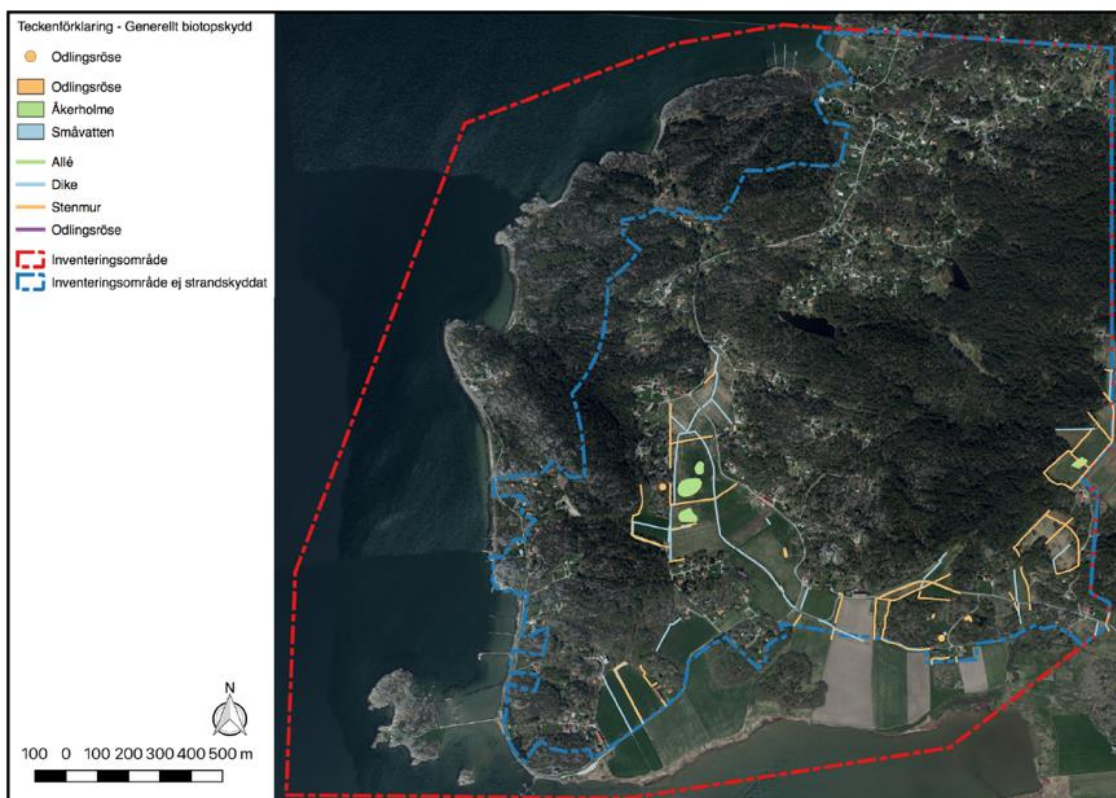 Teckenförklaring - Generellt biotopskydd
Odlingsröse
Odlingsröse
Åkerholme
Småvatten
Allé
Dike
Stenmur
Odlingsröse
Inventeringsområde
Inventeringsområde ej strandskyddat
N
100 0 100 200 300 400 500 m